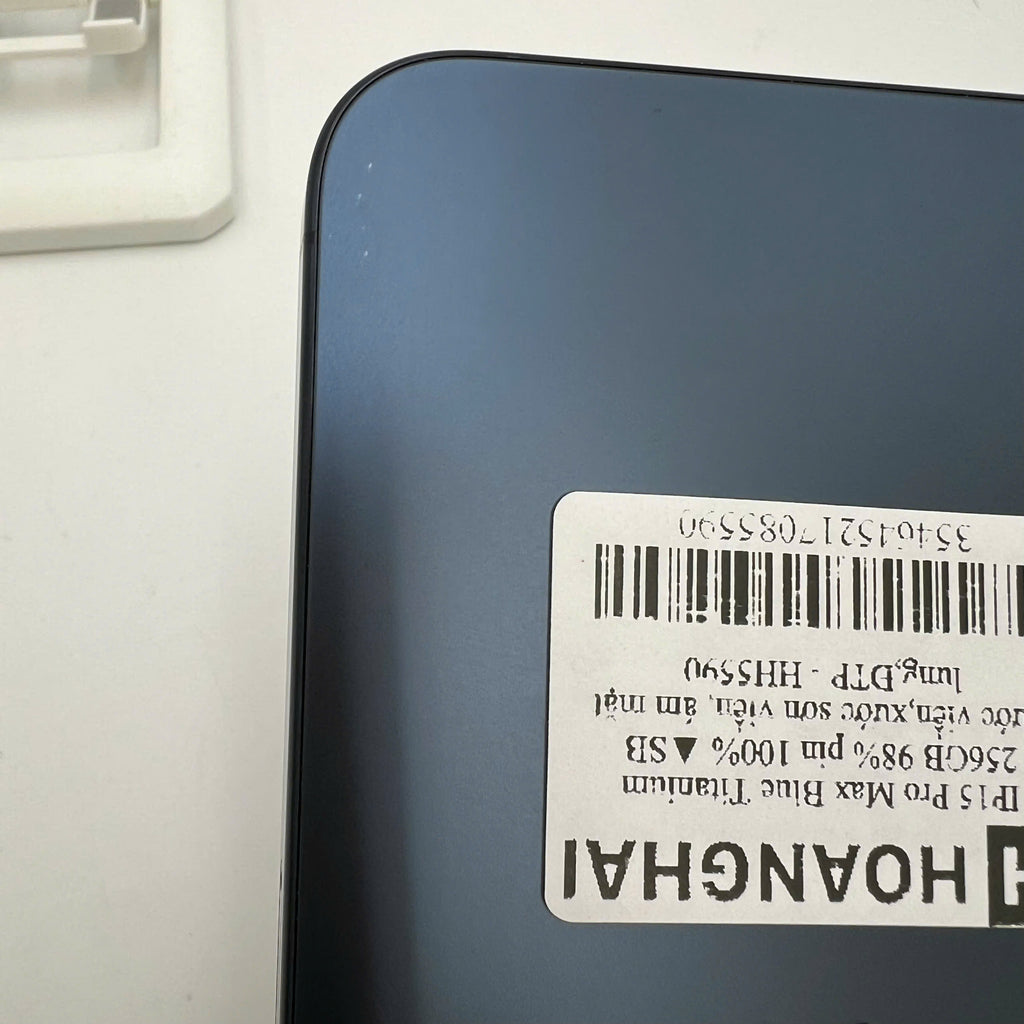 HOANGHAI
IP15 Pro Max Blue Titanium
256GB 98% pin 100% ▲SB
viền,xước sơn viền, ám mặt
lưng,DTP - HH5590
354645217085590